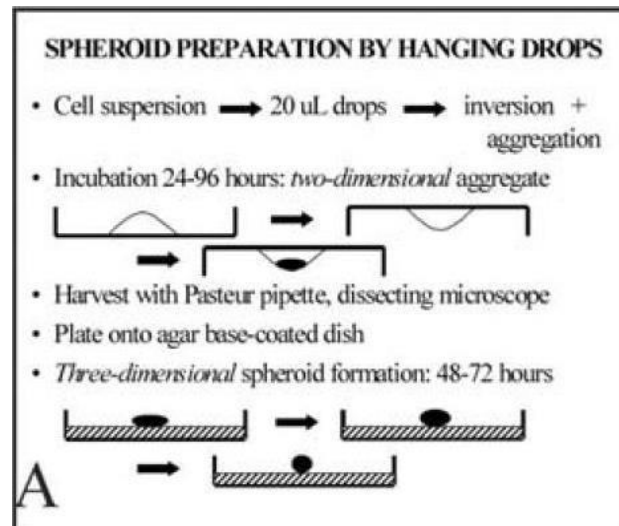 SPHEROID PREPARATION BY HANGING DROPS
• Cell suspension ➡ 20 uL drops ➡ inversion +
aggregation
• Incubation 24-96 hours: two-dimensional aggregate
• Harvest with Pasteur pipette, dissecting microscope
• Plate onto agar base-coated dish
• Three-dimensional spheroid formation: 48-72 hours
A